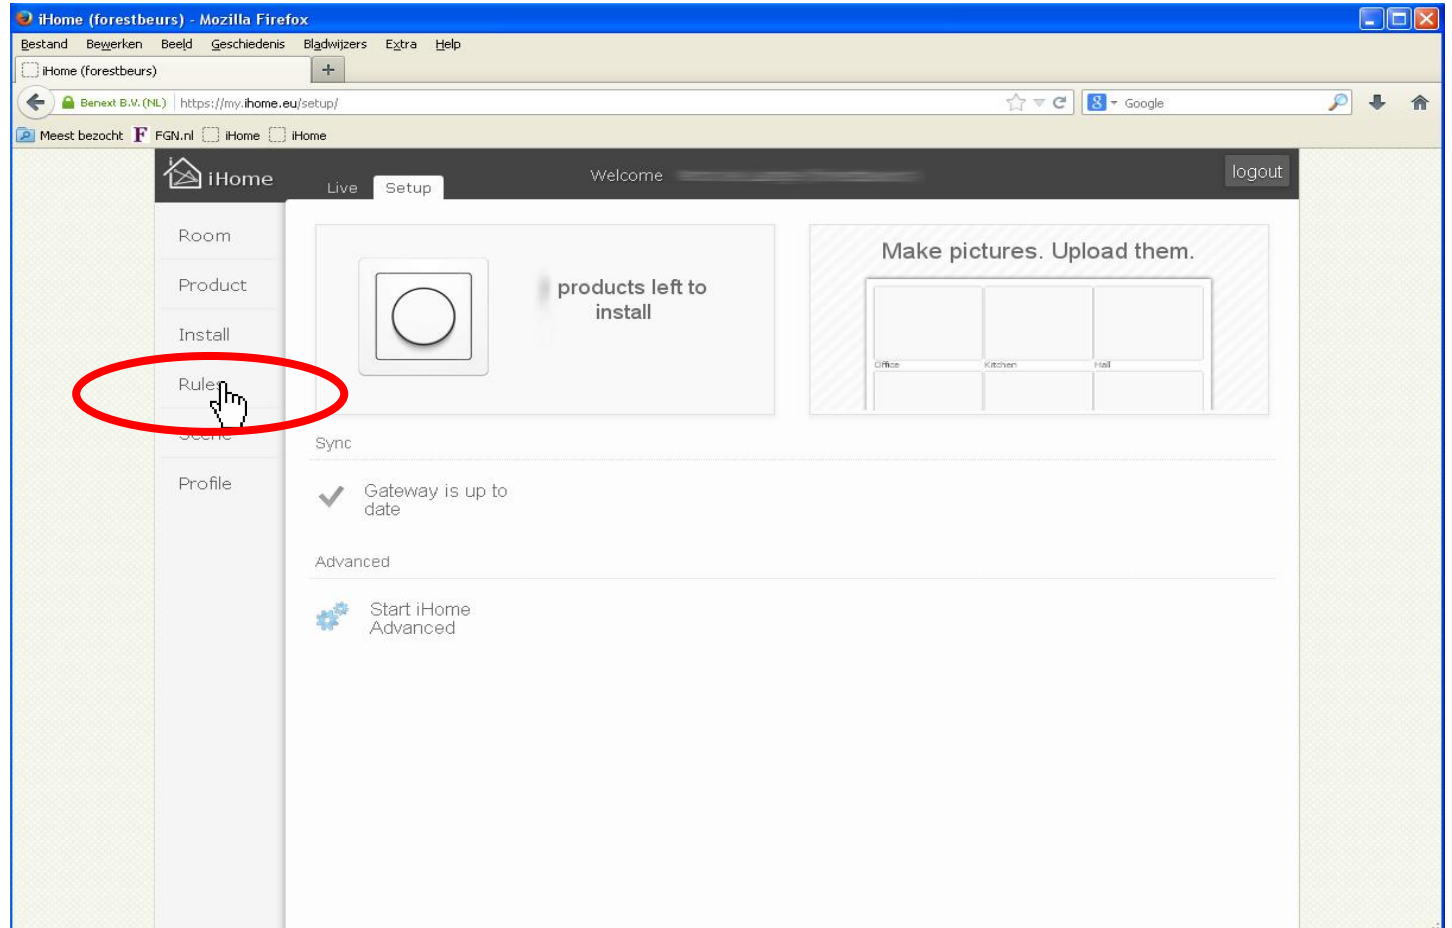 iHome (forestbeurs) - Mozilla Firefox
Bestand Bewerken Beeld Geschiedenis Bladwijzers Extra Help
iHome (forestbeurs)
Benext B.V. (NL) https://my.ihome.eu/setup/ 8 Google
Meest bezocht F FGN.nl iHome iHome
iHome Live Setup Welcome logout
Room
Product
Install
Rules
Scene
Profile
products left to
install
Make pictures. Upload them.
Office Kitchen Hall
Sync
Gateway is up to
date
Advanced
Start iHome
Advanced